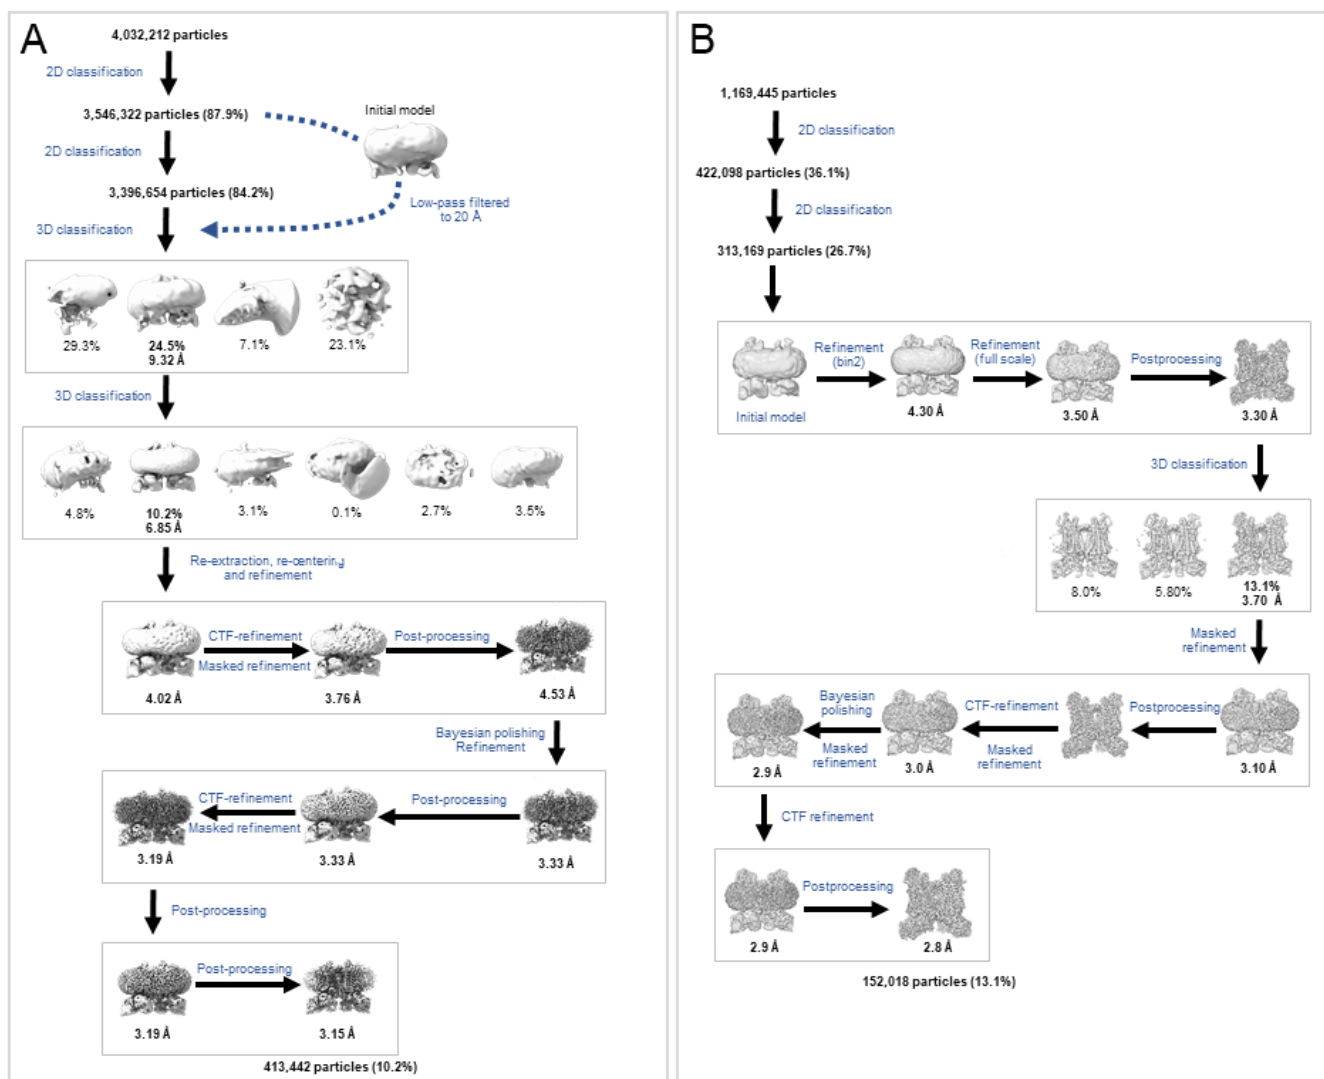 A
4,032,212 particles
2D classification
3,546,322 particles (87.9%)
Initial model
2D classification
3,396,654 particles (84.2%)
Low-pass filtered
to 20 Å
3D classification
29.3%
24.5%
9.32 Å
7.1%
23.1%
3D classification
4.8%
10.2%
6.85 Å
3.1%
0.1%
2.7%
3.5%
Re-extraction, re-centering
and refinement
CTF-refinement
Masked refinement
Post-processing
4.02 Å
3.76 Å
4.53 Å
Bayesian polishing
Refinement
CTF-refinement
Masked refinement
Post-processing
3.19 Å
3.33 Å
3.33 Å
Post-processing
Post-processing
3.19 Å
3.15 Å
413,442 particles (10.2%)
B
1,169,445 particles
2D classification
422,098 particles (36.1%)
2D classification
313,169 particles (26.7%)
Refinement
(bin2)
Refinement
(full scale)
Postprocessing
Initial model
4.30 Å
3.50 Å
3.30 Å
3D classification
8.0%
5.80%
13.1%
3.70 Å
Masked
refinement
Bayesian
polishing
Masked
refinement
CTF-refinement
Masked
refinement
Postprocessing
2.9 Å
3.0 Å
3.10 Å
CTF refinement
Postprocessing
2.9 Å
2.8 Å
152,018 particles (13.1%)